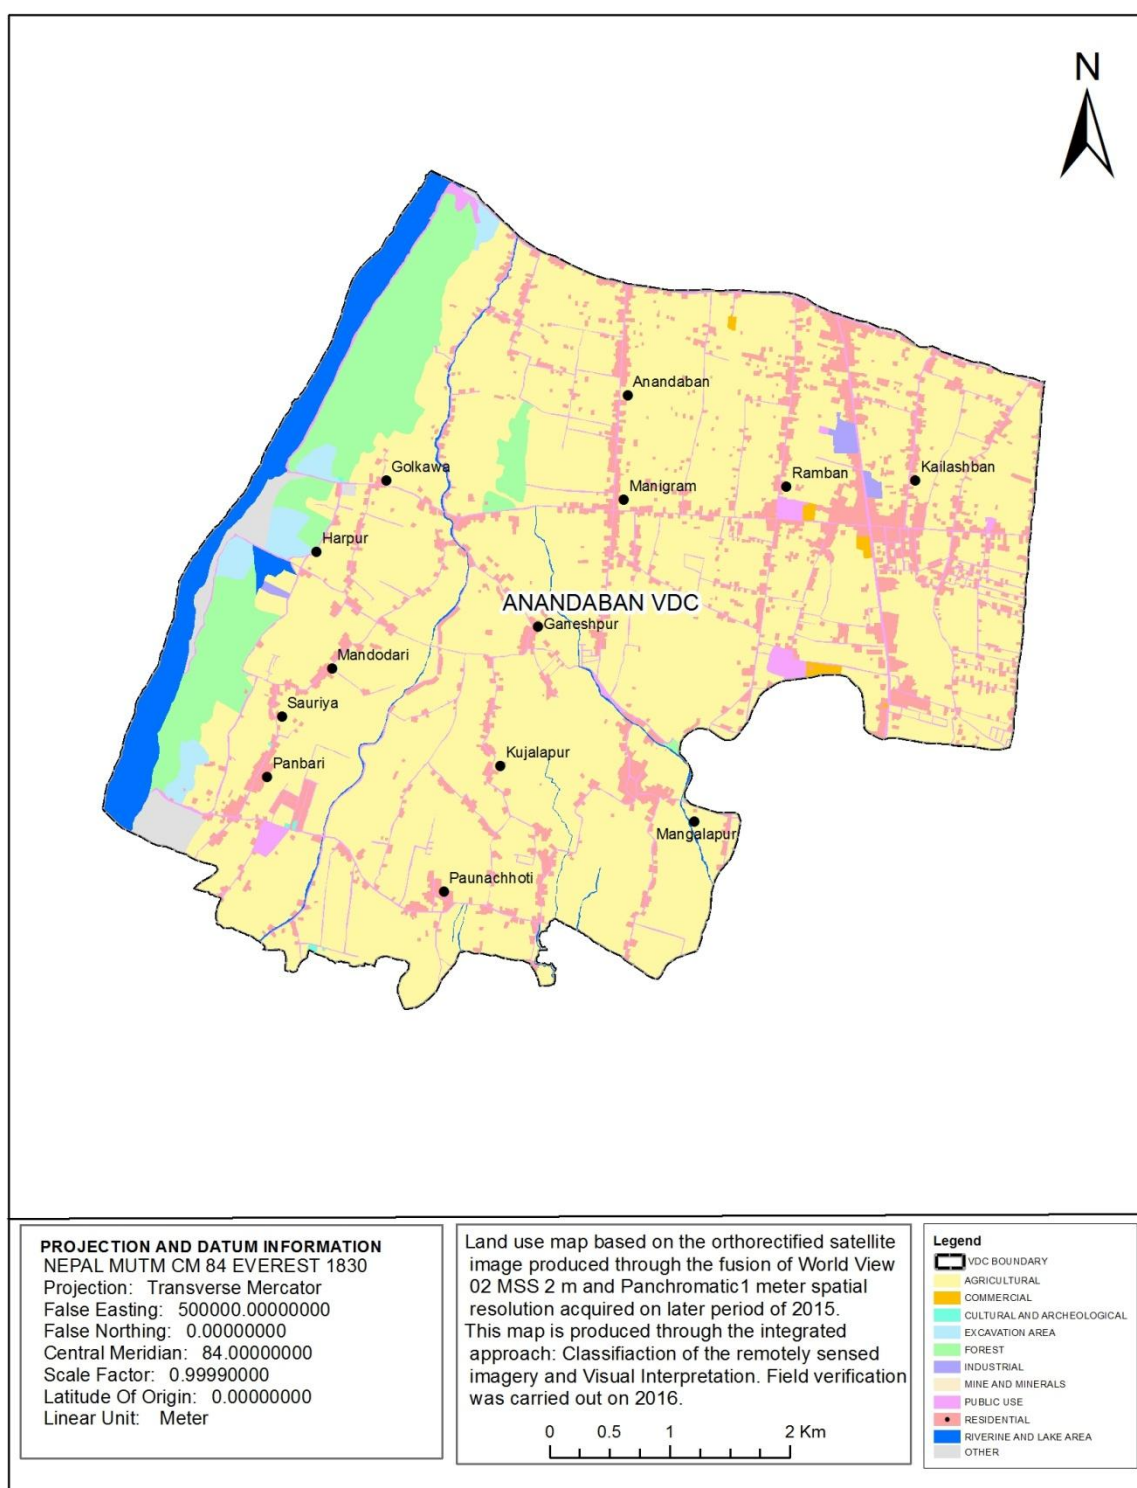 N
Anandaban
Golkawa
Ramban
Kailashban
Manigram
Harpur
ANANDABAN VDC
Ganeshpur
Mandodari
Sauriya
Kujalapur
Panbari
Mangalapur
Paunachhoti
PROJECTION AND DATUM INFORMATION
NEPAL MUTM CM 84 EVEREST 1830
Projection: Transverse Mercator
False Easting: 500000.00000000
False Northing: 0.00000000
Central Meridian: 84.00000000
Scale Factor: 0.99990000
Latitude Of Origin: 0.00000000
Linear Unit: Meter
Land use map based on the orthorectified satellite
image produced through the fusion of World View
02 MSS 2 m and Panchromatic1 meter spatial
resolution acquired on later period of 2015.
This map is produced through the integrated
approach: Classifiaction of the remotely sensed
imagery and Visual Interpretation. Field verification
was carried out on 2016.
0 0.5 1 2 Km
Legend
VDC BOUNDARY
AGRICULTURAL
COMMERCIAL
CULTURAL AND ARCHEOLOGICAL
EXCAVATION AREA
FOREST
INDUSTRIAL
MINE AND MINERALS
PUBLIC USE
RESIDENTIAL
RIVERINE AND LAKE AREA
OTHER